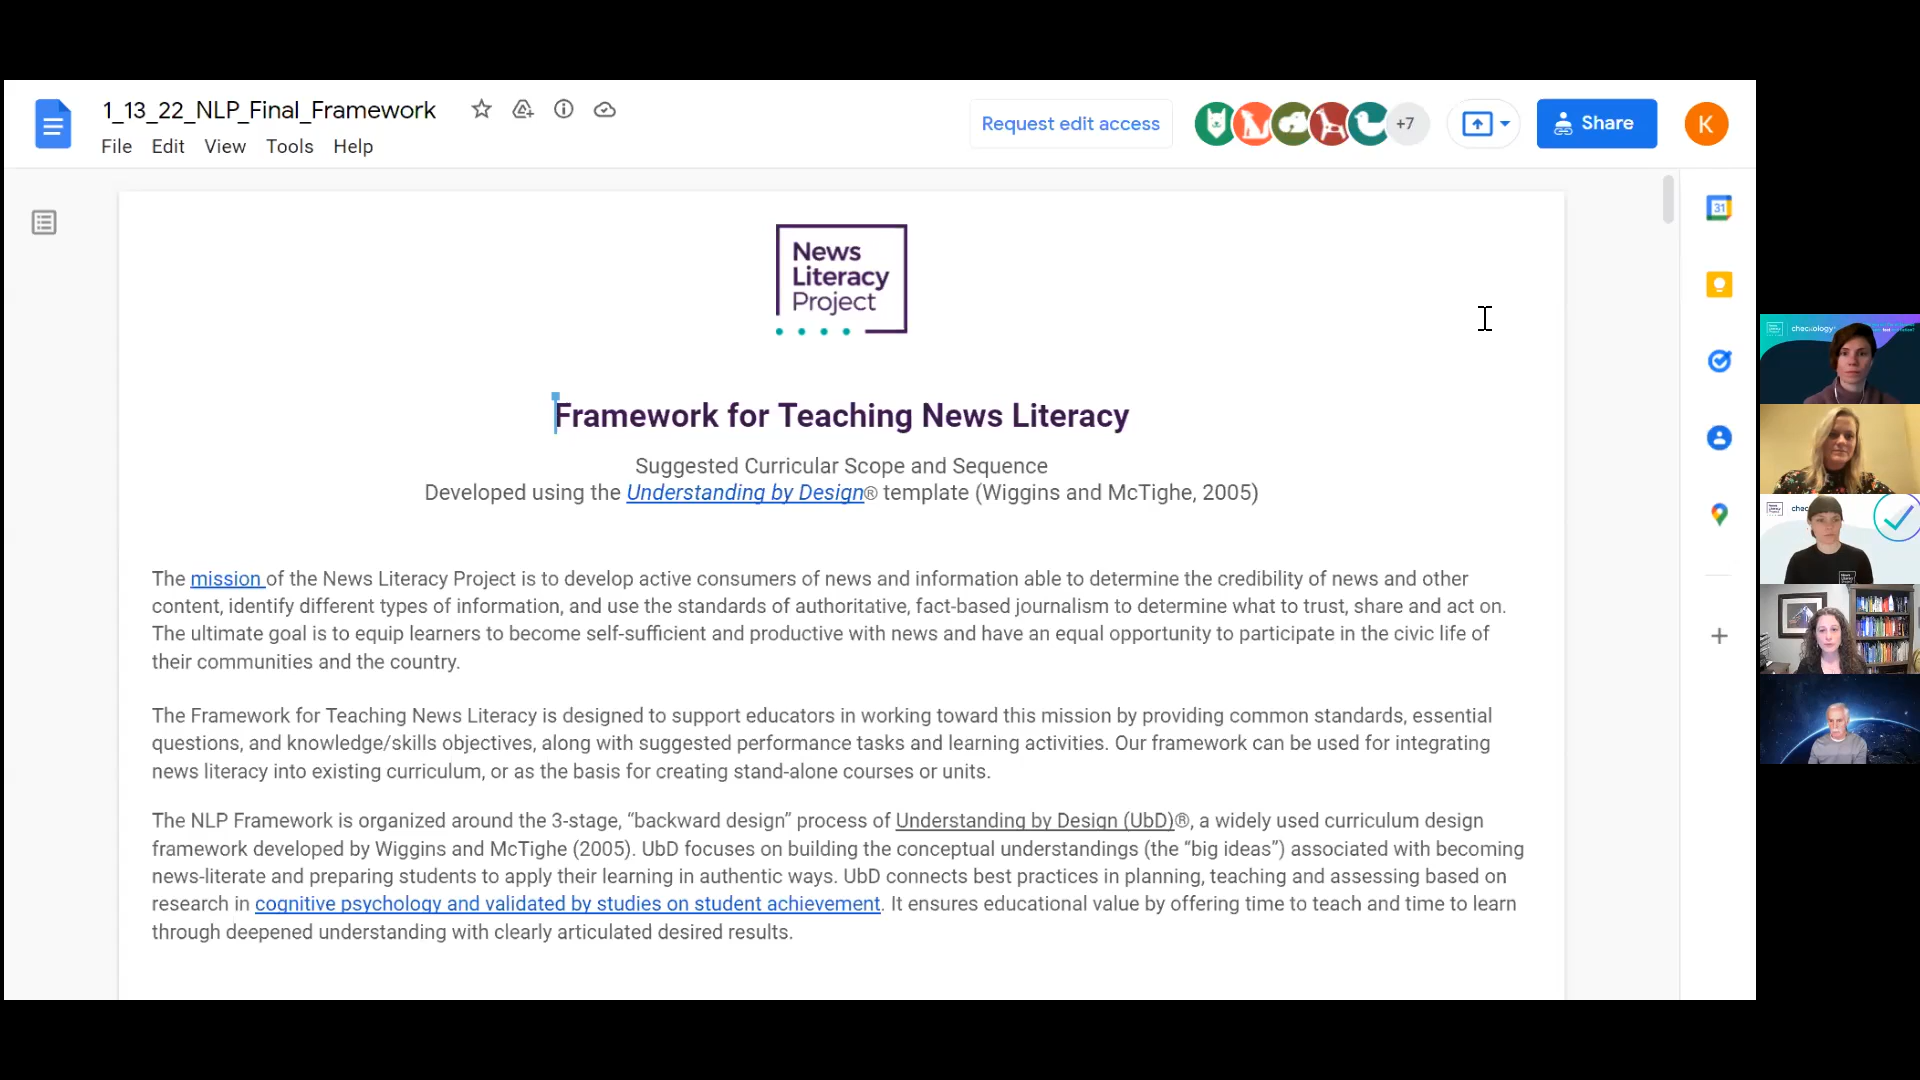 1_13_22_NLP_Final_Framework
File Edit View Tools Help
Request edit access
+7
Share
K
31
News
Literacy
Project
Framework for Teaching News Literacy
Suggested Curricular Scope and Sequence
Developed using the Understanding by Design® template (Wiggins and McTighe, 2005)
The mission of the News Literacy Project is to develop active consumers of news and information able to determine the credibility of news and other
content, identify different types of information, and use the standards of authoritative, fact-based journalism to determine what to trust, share and act on.
The ultimate goal is to equip learners to become self-sufficient and productive with news and have an equal opportunity to participate in the civic life of
their communities and the country.
The Framework for Teaching News Literacy is designed to support educators in working toward this mission by providing common standards, essential
questions, and knowledge/skills objectives, along with suggested performance tasks and learning activities. Our framework can be used for integrating
news literacy into existing curriculum, or as the basis for creating stand-alone courses or units.
The NLP Framework is organized around the 3-stage, “backward design” process of Understanding by Design (UbD)®, a widely used curriculum design
framework developed by Wiggins and McTighe (2005). UbD focuses on building the conceptual understandings (the “big ideas”) associated with becoming
news-literate and preparing students to apply their learning in authentic ways. UbD connects best practices in planning, teaching and assessing based on
research in cognitive psychology and validated by studies on student achievement. It ensures educational value by offering time to teach and time to learn
through deepened understanding with clearly articulated desired results.
checkology